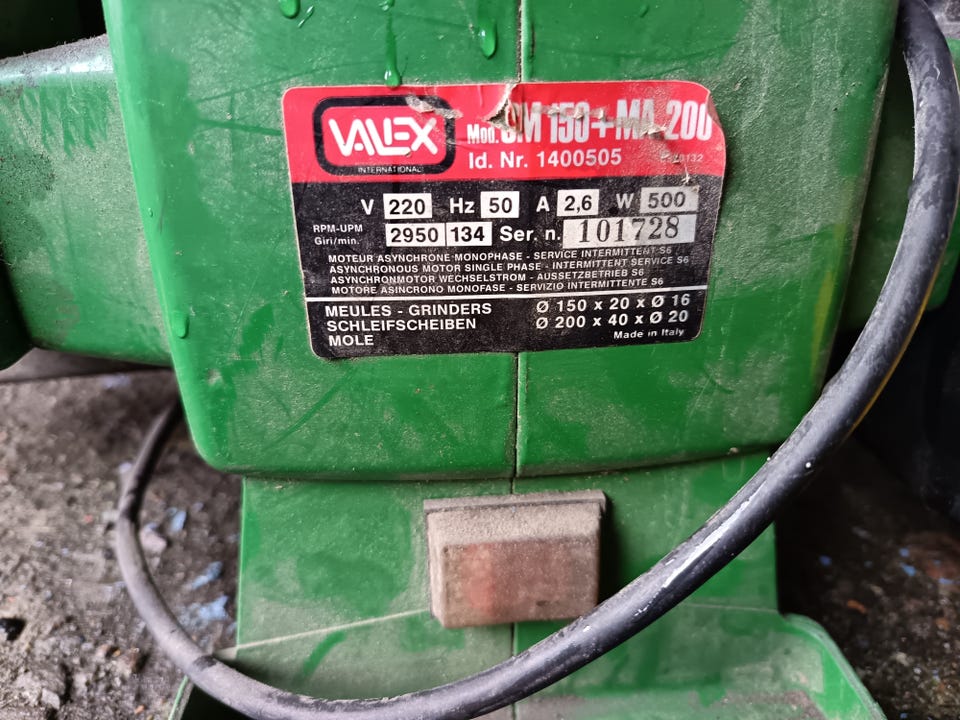 VALEX
INTERNATIONAL
Mod. SM 150+MA 200
Id. Nr. 1400505
V 220 Hz 50 A 2,6 W 500
RPM-UPM
Giri/min. 2950 134 Ser. n. 101728
MOTEUR ASYNCHRONE MONOPHASE - SERVICE INTERMITTENT S6
ASYNCHRONOUS MOTOR SINGLE PHASE - INTERMITTENT SERVICE S6
ASYNCHRONMOTOR WECHSELSTROM - AUSSETZBETRIEB S6
MOTORE ASINCRONO MONOFASE - SERVIZIO INTERMITTENTE S6
MEULES - GRINDERS Ø 150 x 20 x Ø 16
SCHLEIFSCHEIBEN Ø 200 x 40 x Ø 20
MOLE Made in Italy